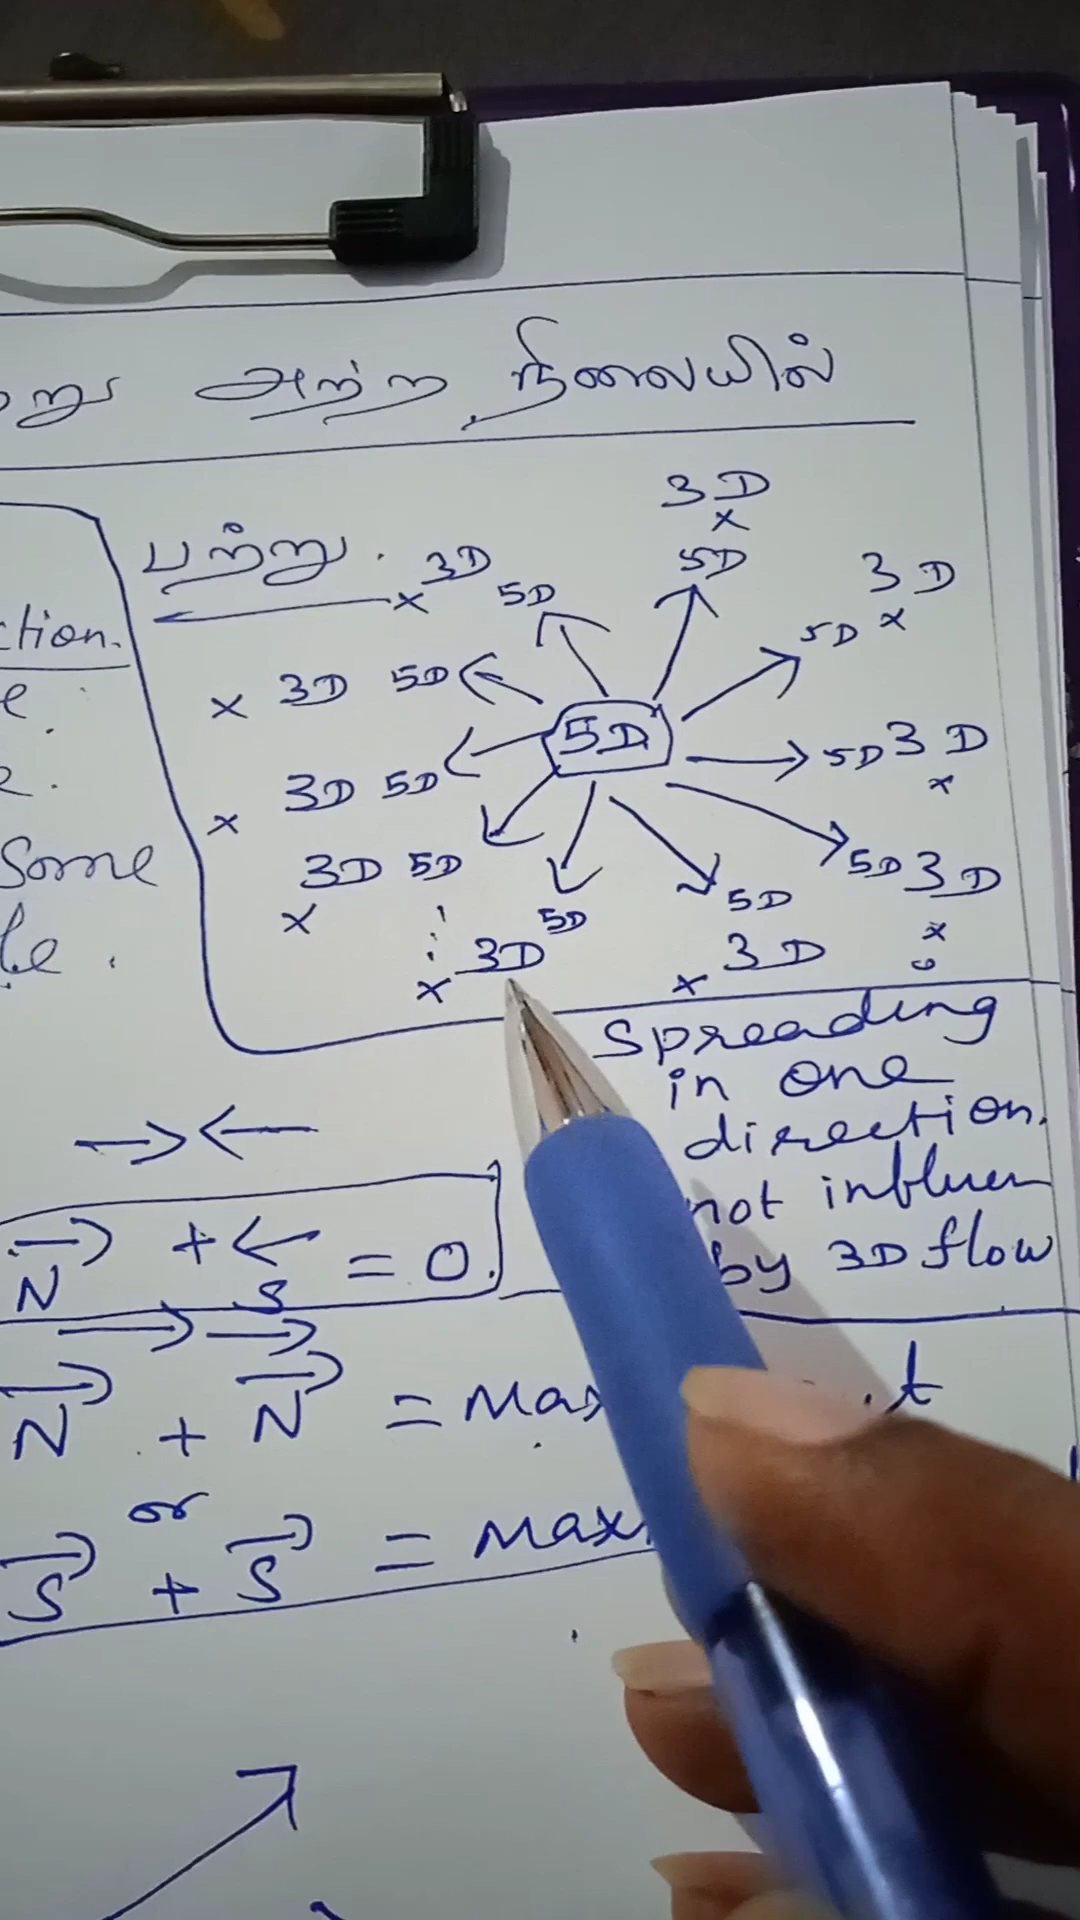 அற்ற நிலையில்
பற்று.
3D
x
5D
x 3D 5D
3D
x
5D
x 3D 5D
5D
5D 3D
x
x 3D 5D
x 3D 5D
5D 3D
x
5D
x 3D
5D
x 3D
ction.
e.
e.
Some
le.
Spreading
in one
direction.
not influen
by 3D flow
N + S = 0.
N + N = Max
or
S + S = Max